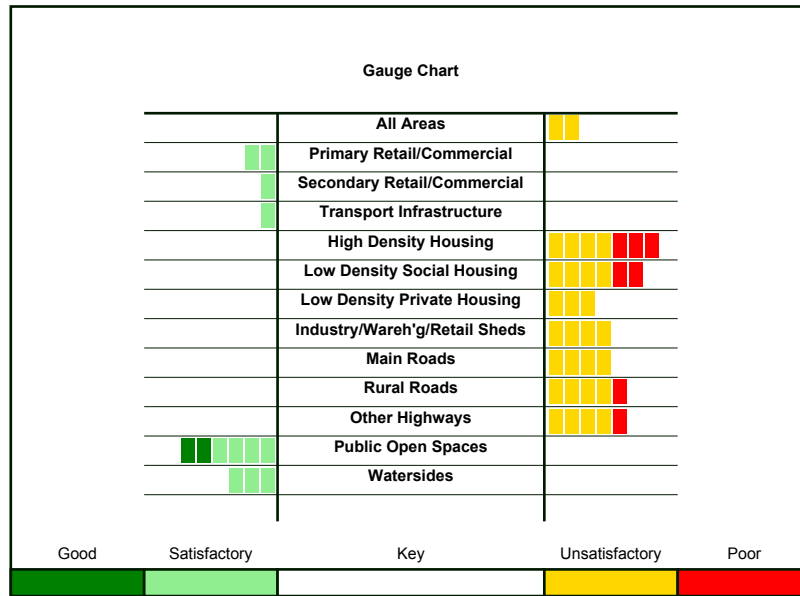 Gauge Chart
All Areas
Primary Retail/Commercial
Secondary Retail/Commercial
Transport Infrastructure
High Density Housing
Low Density Social Housing
Low Density Private Housing
Industry/Wareh'g/Retail Sheds
Main Roads
Rural Roads
Other Highways
Public Open Spaces
Watersides
Good Satisfactory Key Unsatisfactory Poor